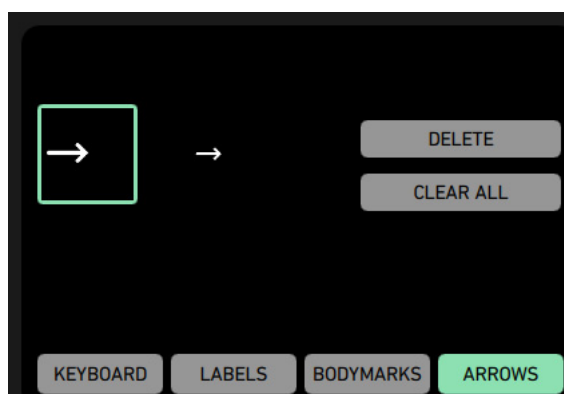 → →
DELETE
CLEAR ALL
KEYBOARD LABELS BODYMARKS ARROWS